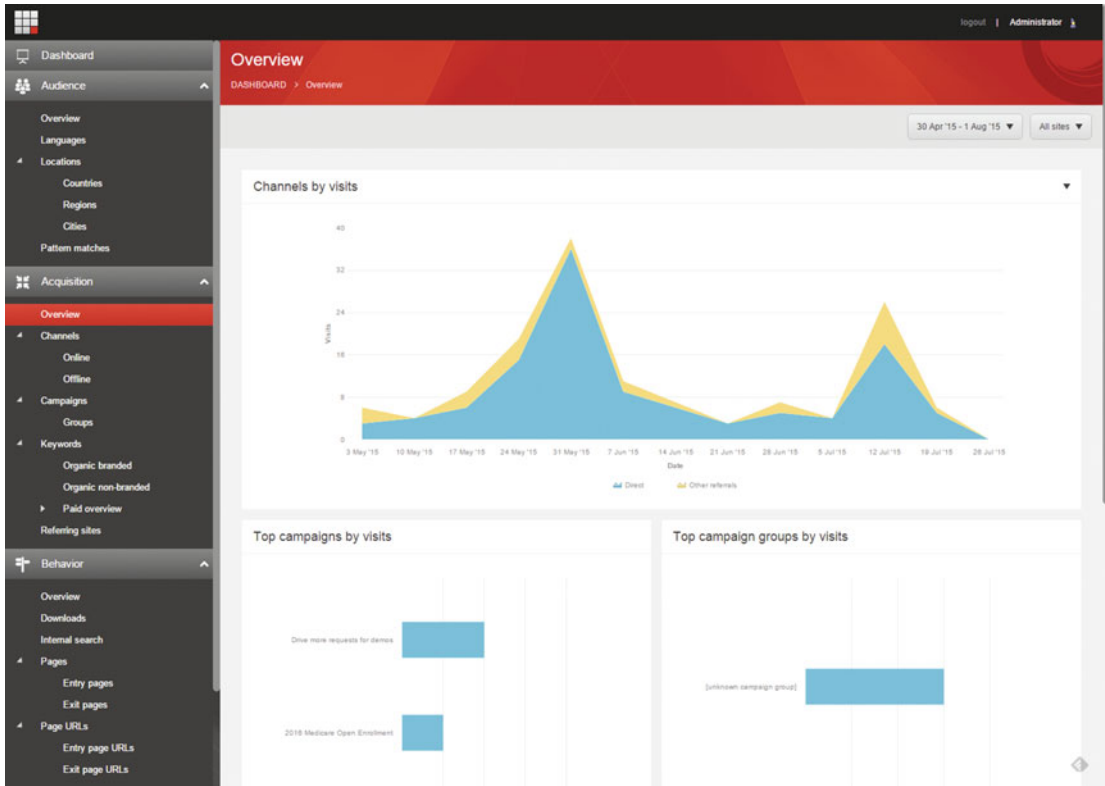 logout | Administrator
Dashboard
Audience
Overview
Languages
Locations
Countries
Regions
Cities
Pattern matches
Acquisition
Overview
Channels
Online
Offline
Campaigns
Groups
Keywords
Organic branded
Organic non-branded
Paid overview
Referring sites
Behavior
Overview
Downloads
Internal search
Pages
Entry pages
Exit pages
Page URLs
Entry page URLs
Exit page URLs
Overview
DASHBOARD > Overview
30 Apr '15 - 1 Aug '15
All sites
Channels by visits
40
32
24
16
8
0
Visits
3 May '15 10 May '15 17 May '15 24 May '15 31 May '15 7 Jun '15 14 Jun '15 21 Jun '15 28 Jun '15 5 Jul '15 12 Jul '15 19 Jul '15 26 Jul '15
Date
Direct Other referrals
Top campaigns by visits
Drive more requests for demos
2016 Medicare Open Enrollment
Top campaign groups by visits
[unknown campaign group]